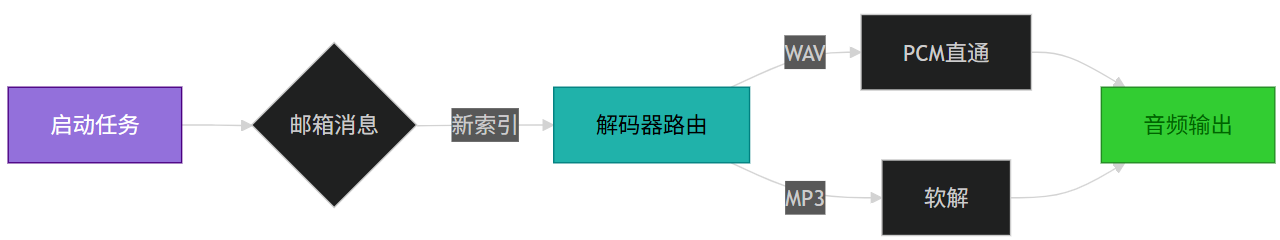 启动任务
邮箱消息
新索引
解码器路由
WAV
PCM直通
MP3
软解
音频输出